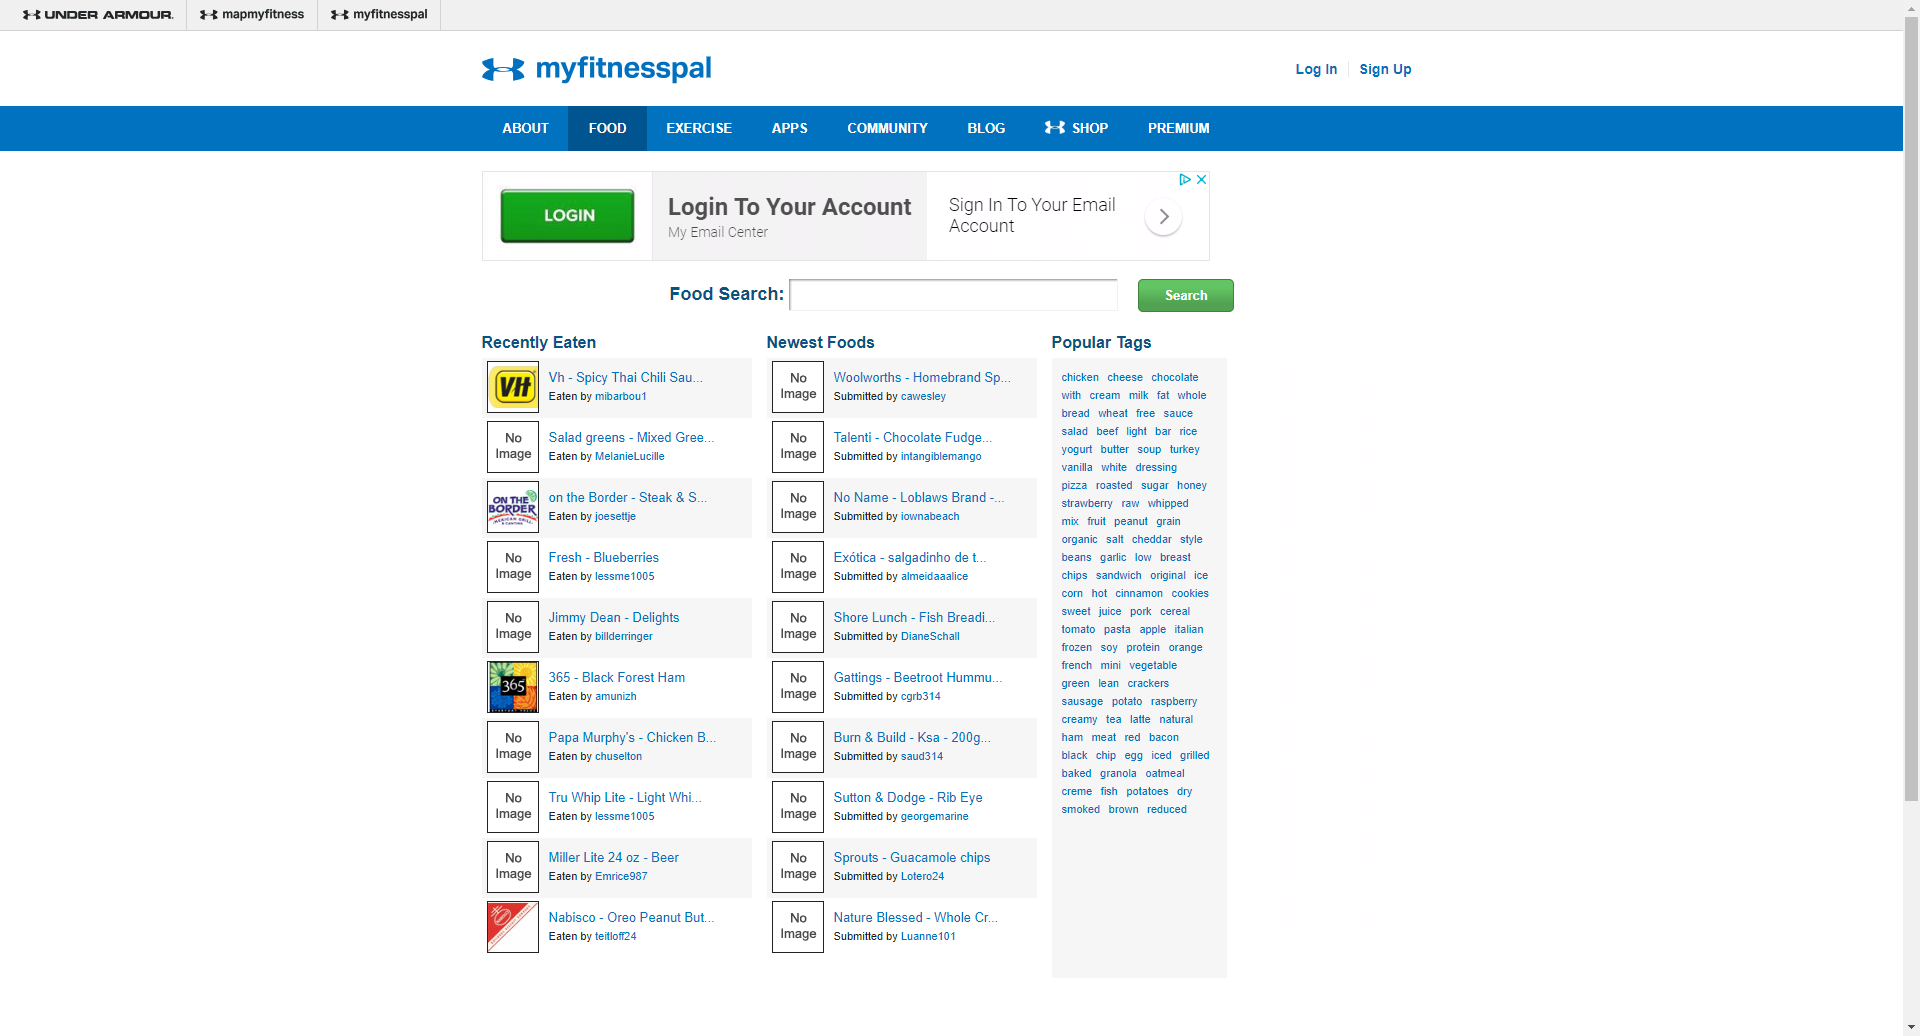 UNDER ARMOUR.
mapmyfitness
myfitnesspal
myfitnesspal
Log In
Sign Up
ABOUT
FOOD
EXERCISE
APPS
COMMUNITY
BLOG
SHOP
PREMIUM
LOGIN
Login To Your Account
My Email Center
Sign In To Your Email
Account
Food Search:
Search
Recently Eaten
VH
Vh - Spicy Thai Chili Sau...
Eaten by mibarbou1
No
Image
Salad greens - Mixed Gree...
Eaten by MelanieLucille
ON THE
BORDER
MEXICAN GRILL
& CANTINA
on the Border - Steak & S...
Eaten by joesettje
No
Image
Fresh - Blueberries
Eaten by lessme1005
No
Image
Jimmy Dean - Delights
Eaten by billderringer
365
365 - Black Forest Ham
Eaten by amunizh
No
Image
Papa Murphy's - Chicken B...
Eaten by chuselton
No
Image
Tru Whip Lite - Light Whi...
Eaten by lessme1005
No
Image
Miller Lite 24 oz - Beer
Eaten by Emrice987
Nabisco - Oreo Peanut But...
Eaten by teitloff24
Newest Foods
No
Image
Woolworths - Homebrand Sp...
Submitted by cawesley
No
Image
Talenti - Chocolate Fudge...
Submitted by intangiblemango
No
Image
No Name - Loblaws Brand -...
Submitted by iownabeach
No
Image
Exótica - salgadinho de t...
Submitted by almeidaaalice
No
Image
Shore Lunch - Fish Breadi...
Submitted by DianeSchall
No
Image
Gattings - Beetroot Hummu...
Submitted by cgrb314
No
Image
Burn & Build - Ksa - 200g...
Submitted by saud314
No
Image
Sutton & Dodge - Rib Eye
Submitted by georgemarine
No
Image
Sprouts - Guacamole chips
Submitted by Lotero24
No
Image
Nature Blessed - Whole Cr...
Submitted by Luanne101
Popular Tags
chicken cheese chocolate
with cream milk fat whole
bread wheat free sauce
salad beef light bar rice
yogurt butter soup turkey
vanilla white dressing
pizza roasted sugar honey
strawberry raw whipped
mix fruit peanut grain
organic salt cheddar style
beans garlic low breast
chips sandwich original ice
corn hot cinnamon cookies
sweet juice pork cereal
tomato pasta apple italian
frozen soy protein orange
french mini vegetable
green lean crackers
sausage potato raspberry
creamy tea latte natural
ham meat red bacon
black chip egg iced grilled
baked granola oatmeal
creme fish potatoes dry
smoked brown reduced